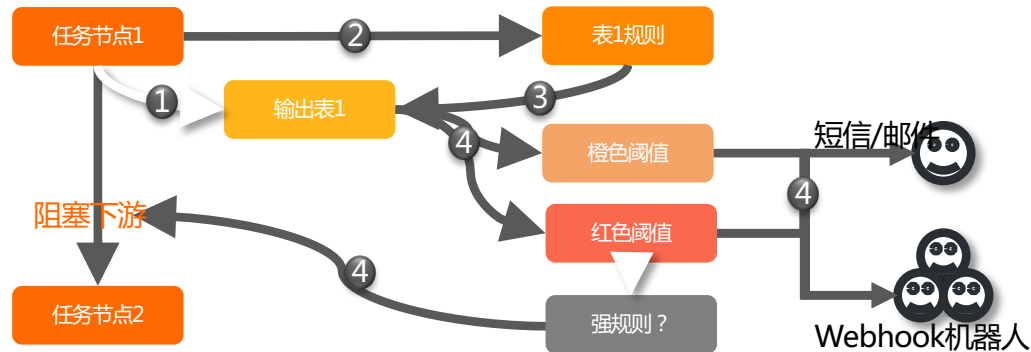 任务节点1
②
表1规则
①
输出表1
③
④
橙色阈值
短信/邮件
④
阻塞下游
红色阈值
④
任务节点2
强规则？
Webhook机器人